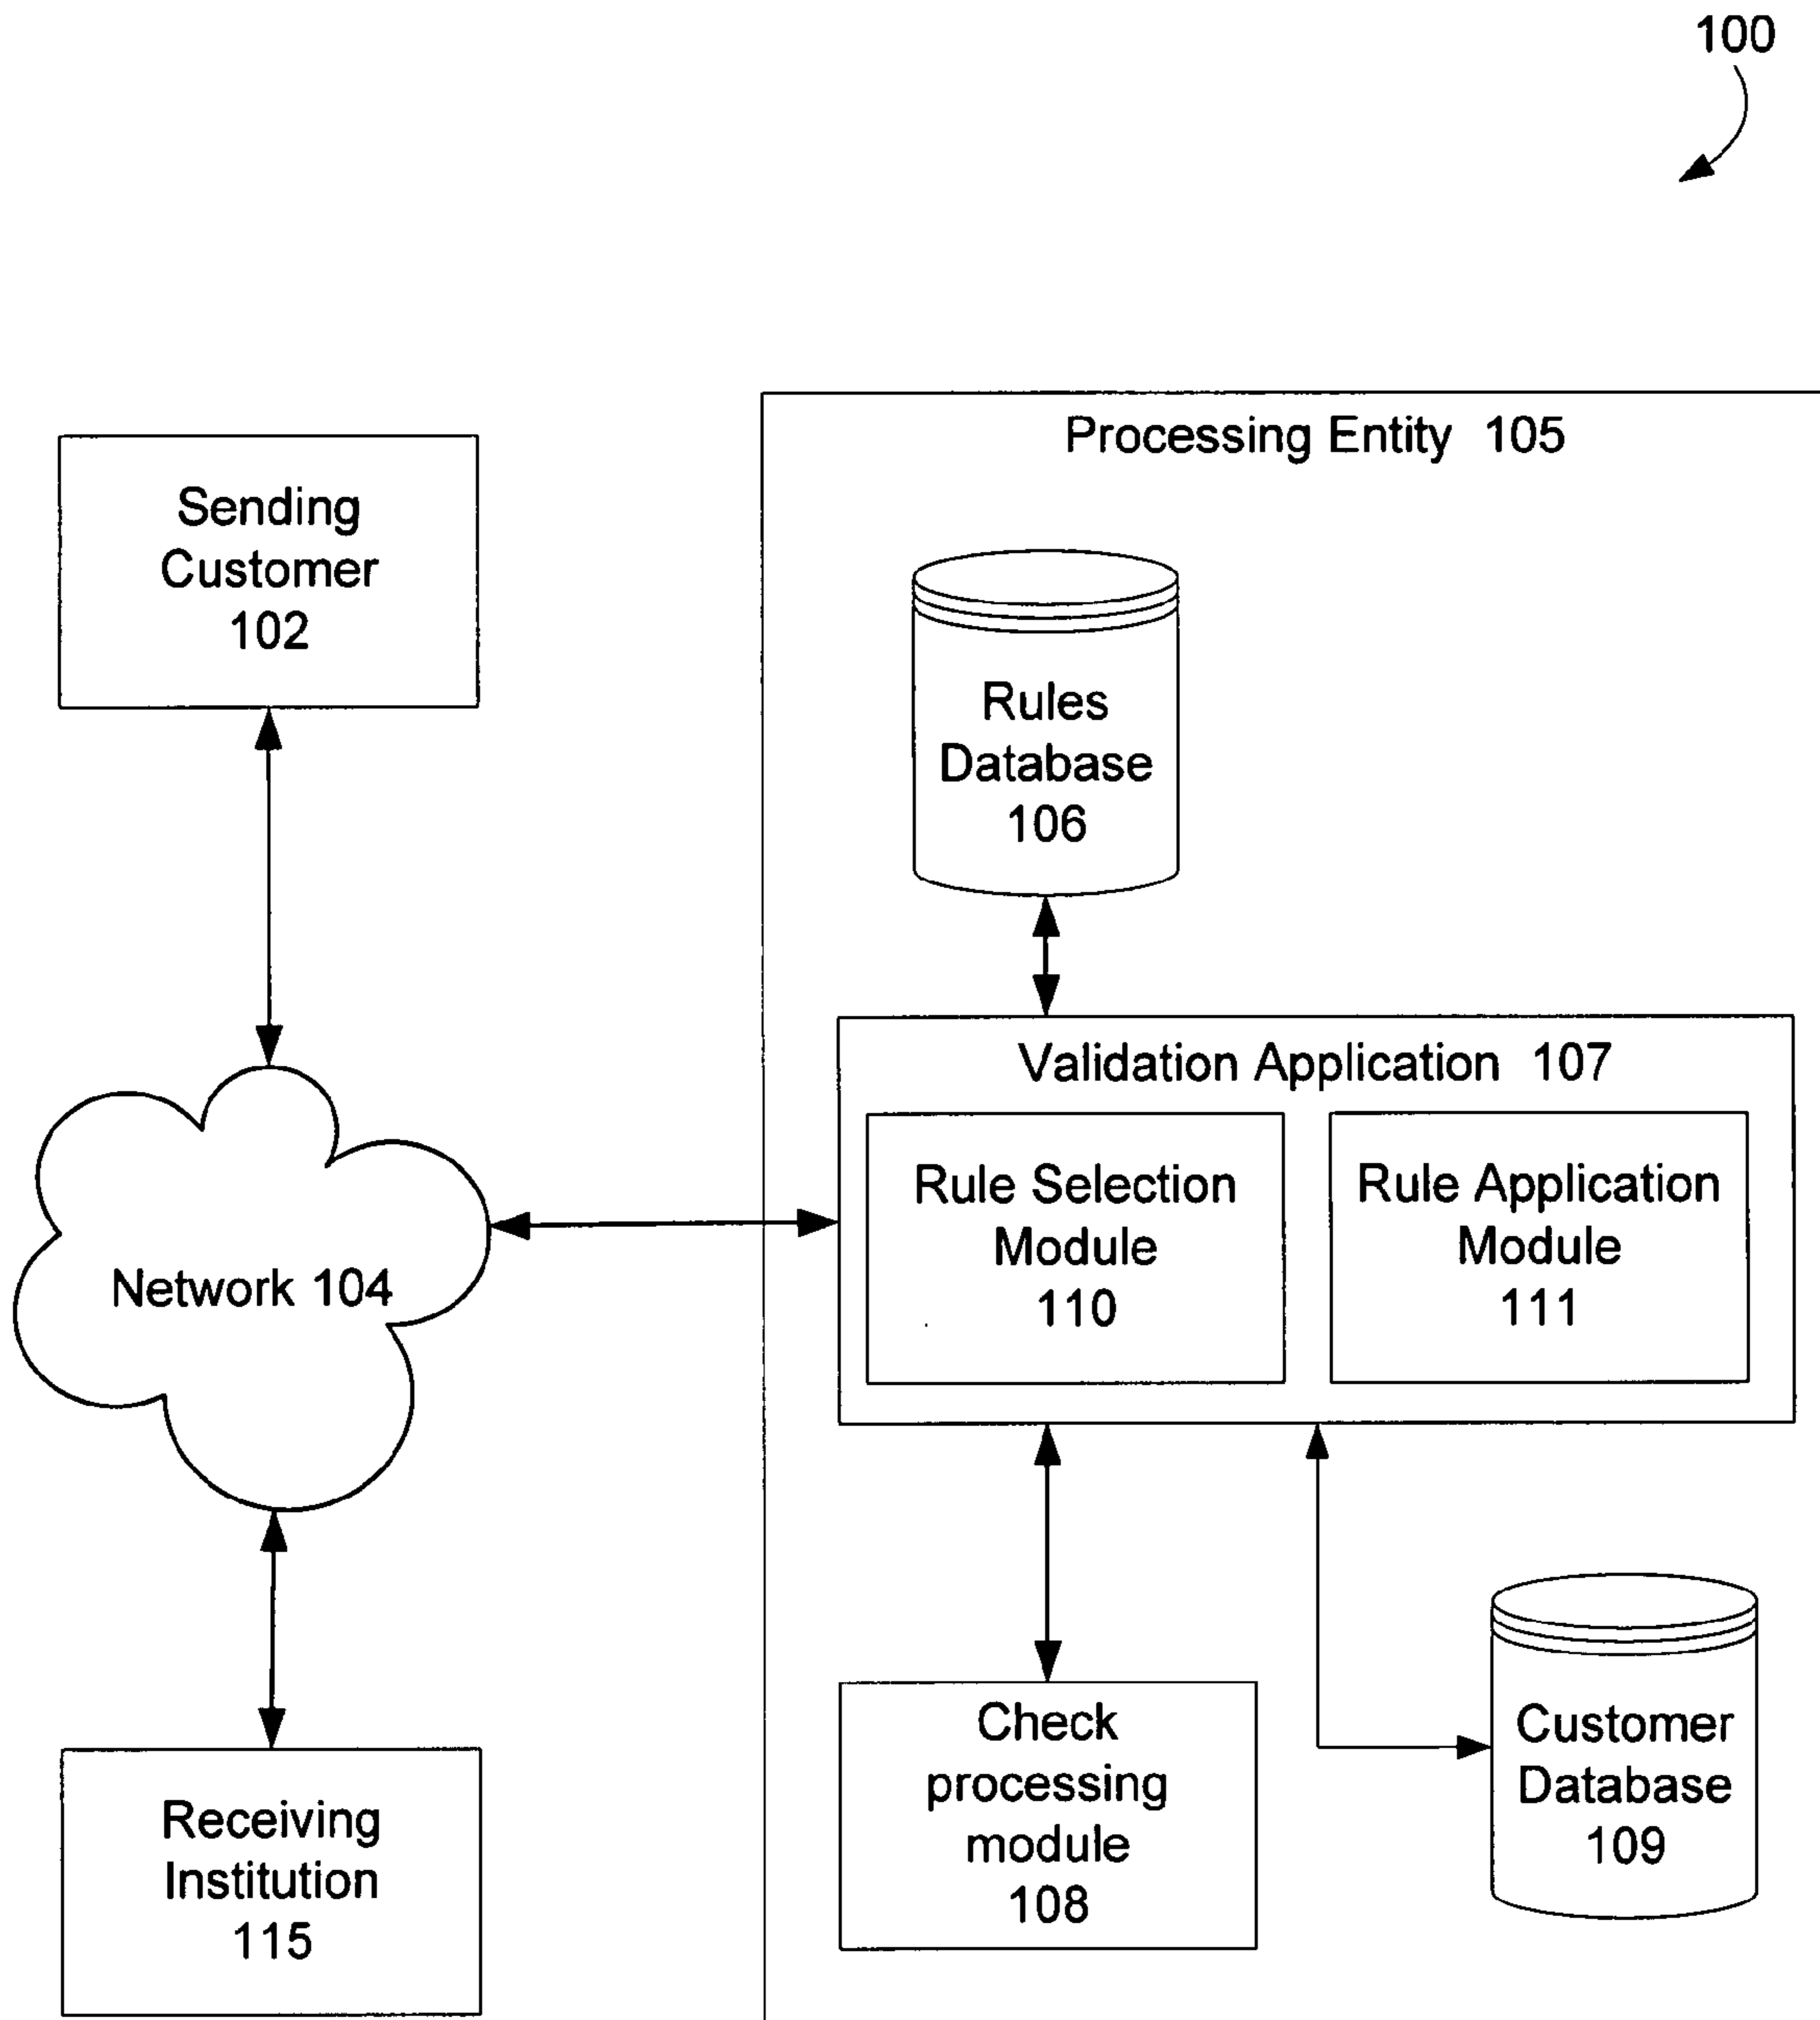 100
Processing Entity 105
Sending
Customer
102
Rules
Database
106
Validation Application 107
Rule Selection
Module
110
Rule Application
Module
111
Network 104
Check
processing
module
108
Customer
Database
109
Receiving
Institution
115